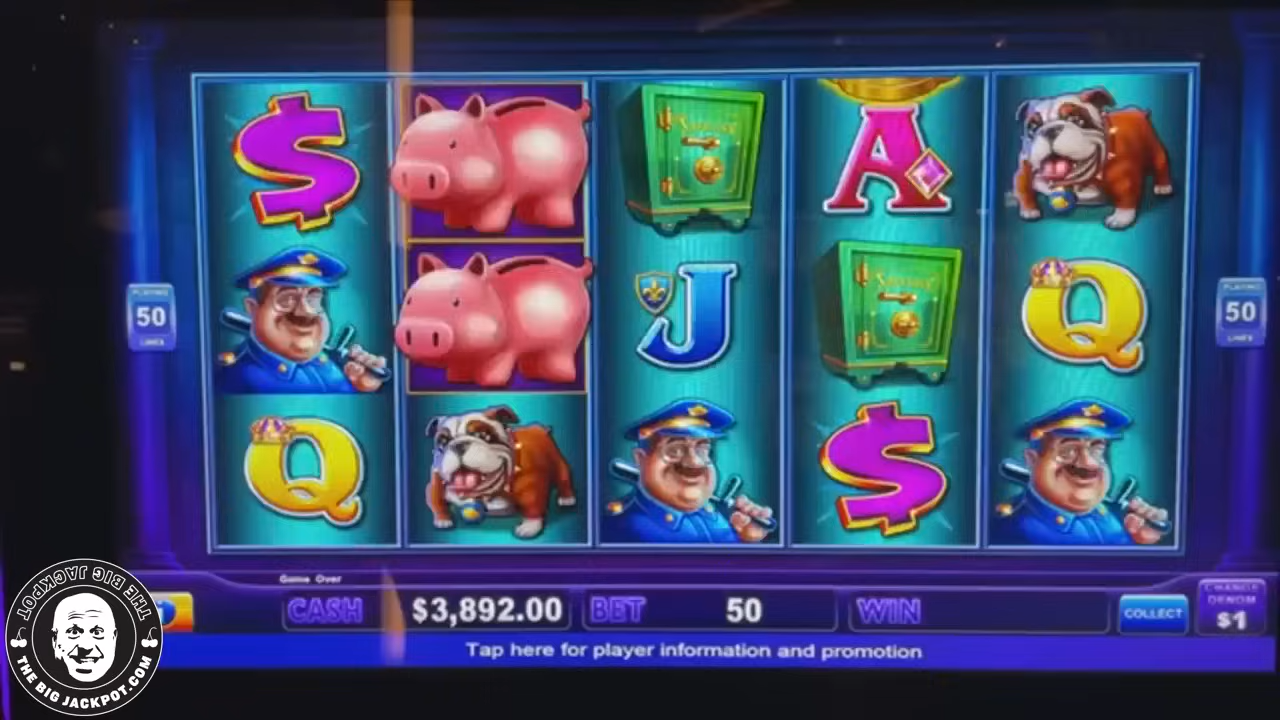 $
A
J
Q
Q
$
PLAYING
50
LINES
PLAYING
50
LINES
Game Over
CASH $3,892.00 BET 50 WIN COLLECT
CHANGE
DENOM
$1
Tap here for player information and promotion
THE BIG JACKPOT
THE BIG JACKPOT.COM